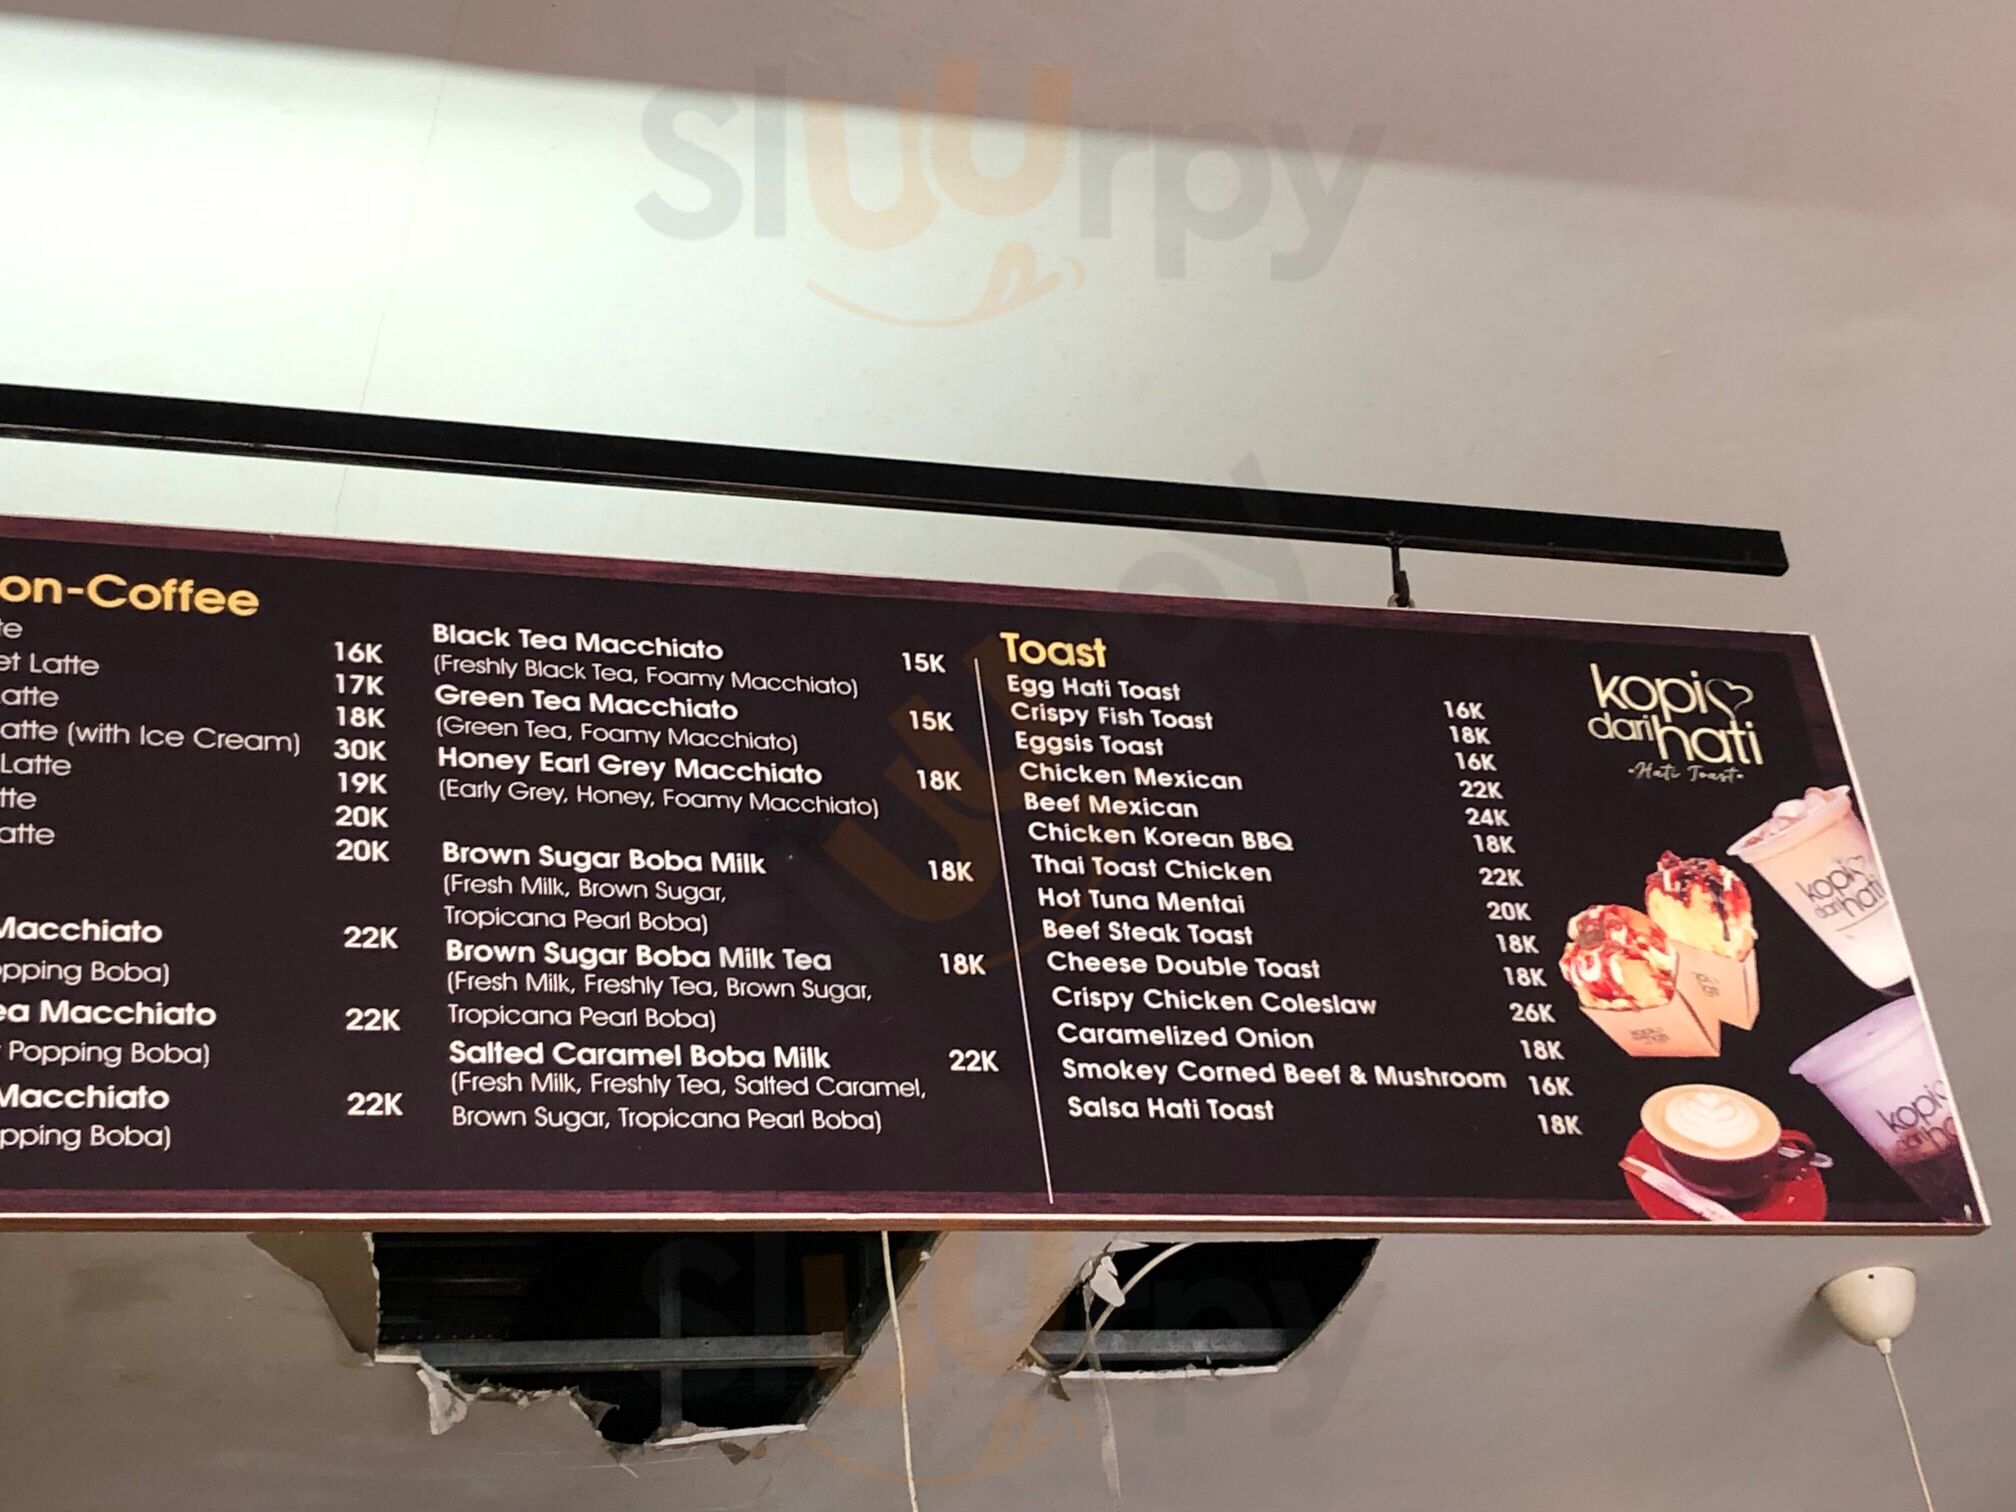 sluurpy
on-Coffee
et Latte 16K
atte 17K
atte (with Ice Cream) 18K
Latte 30K
tte 19K
atte 20K
20K
Macchiato 22K
pping Boba)
ea Macchiato 22K
Popping Boba)
Macchiato 22K
pping Boba)
Black Tea Macchiato 15K
(Freshly Black Tea, Foamy Macchiato)
Green Tea Macchiato 15K
(Green Tea, Foamy Macchiato)
Honey Earl Grey Macchiato 18K
(Early Grey, Honey, Foamy Macchiato)
Brown Sugar Boba Milk 18K
(Fresh Milk, Brown Sugar,
Tropicana Pearl Boba)
Brown Sugar Boba Milk Tea 18K
(Fresh Milk, Freshly Tea, Brown Sugar,
Tropicana Pearl Boba)
Salted Caramel Boba Milk 22K
(Fresh Milk, Freshly Tea, Salted Caramel,
Brown Sugar, Tropicana Pearl Boba)
Toast
Egg Hati Toast 16K
Crispy Fish Toast 18K
Eggsis Toast 16K
Chicken Mexican 22K
Beef Mexican 24K
Chicken Korean BBQ 18K
Thai Toast Chicken 22K
Hot Tuna Mentai 20K
Beef Steak Toast 18K
Cheese Double Toast 18K
Crispy Chicken Coleslaw 26K
Caramelized Onion 18K
Smokey Corned Beef & Mushroom 16K
Salsa Hati Toast 18K
kopi
dari hati
Hati Toast
kopi
dari hati
kopi
dari ha
sluurpy
sluurpy